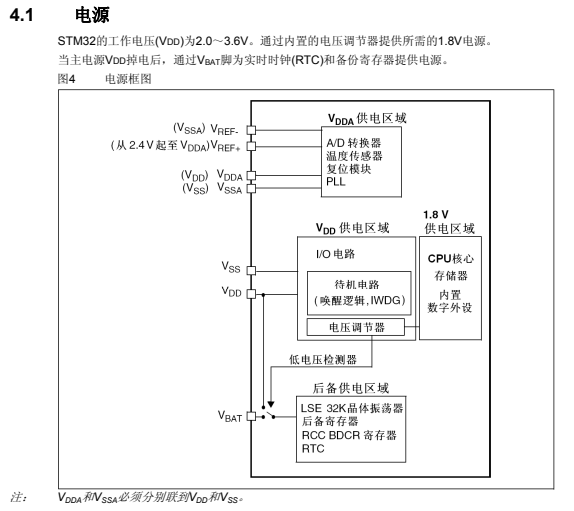 4.1 电源
STM32的工作电压(VDD)为2.0～3.6V。通过内置的电压调节器提供所需的1.8V电源。
当主电源VDD掉电后，通过VBAT脚为实时时钟(RTC)和备份寄存器提供电源。
图4 电源框图
VDDA 供电区域
(VSSA) VREF-
(从 2.4V 起至 VDDA)VREF+
A/D 转换器
温度传感器
复位模块
PLL
(VDD) VDDA
(VSS) VSSA
VDD 供电区域
1.8 V
供电区域
I/O 电路
CPU核心
存储器
内置
数字外设
VSS
VDD
待机电路
(唤醒逻辑,IWDG)
电压调节器
低电压检测器
后备供电区域
VBAT
LSE 32K晶体振荡器
后备寄存器
RCC BDCR 寄存器
RTC
注： VDDA和VSSA必须分别联到VDD和VSS。